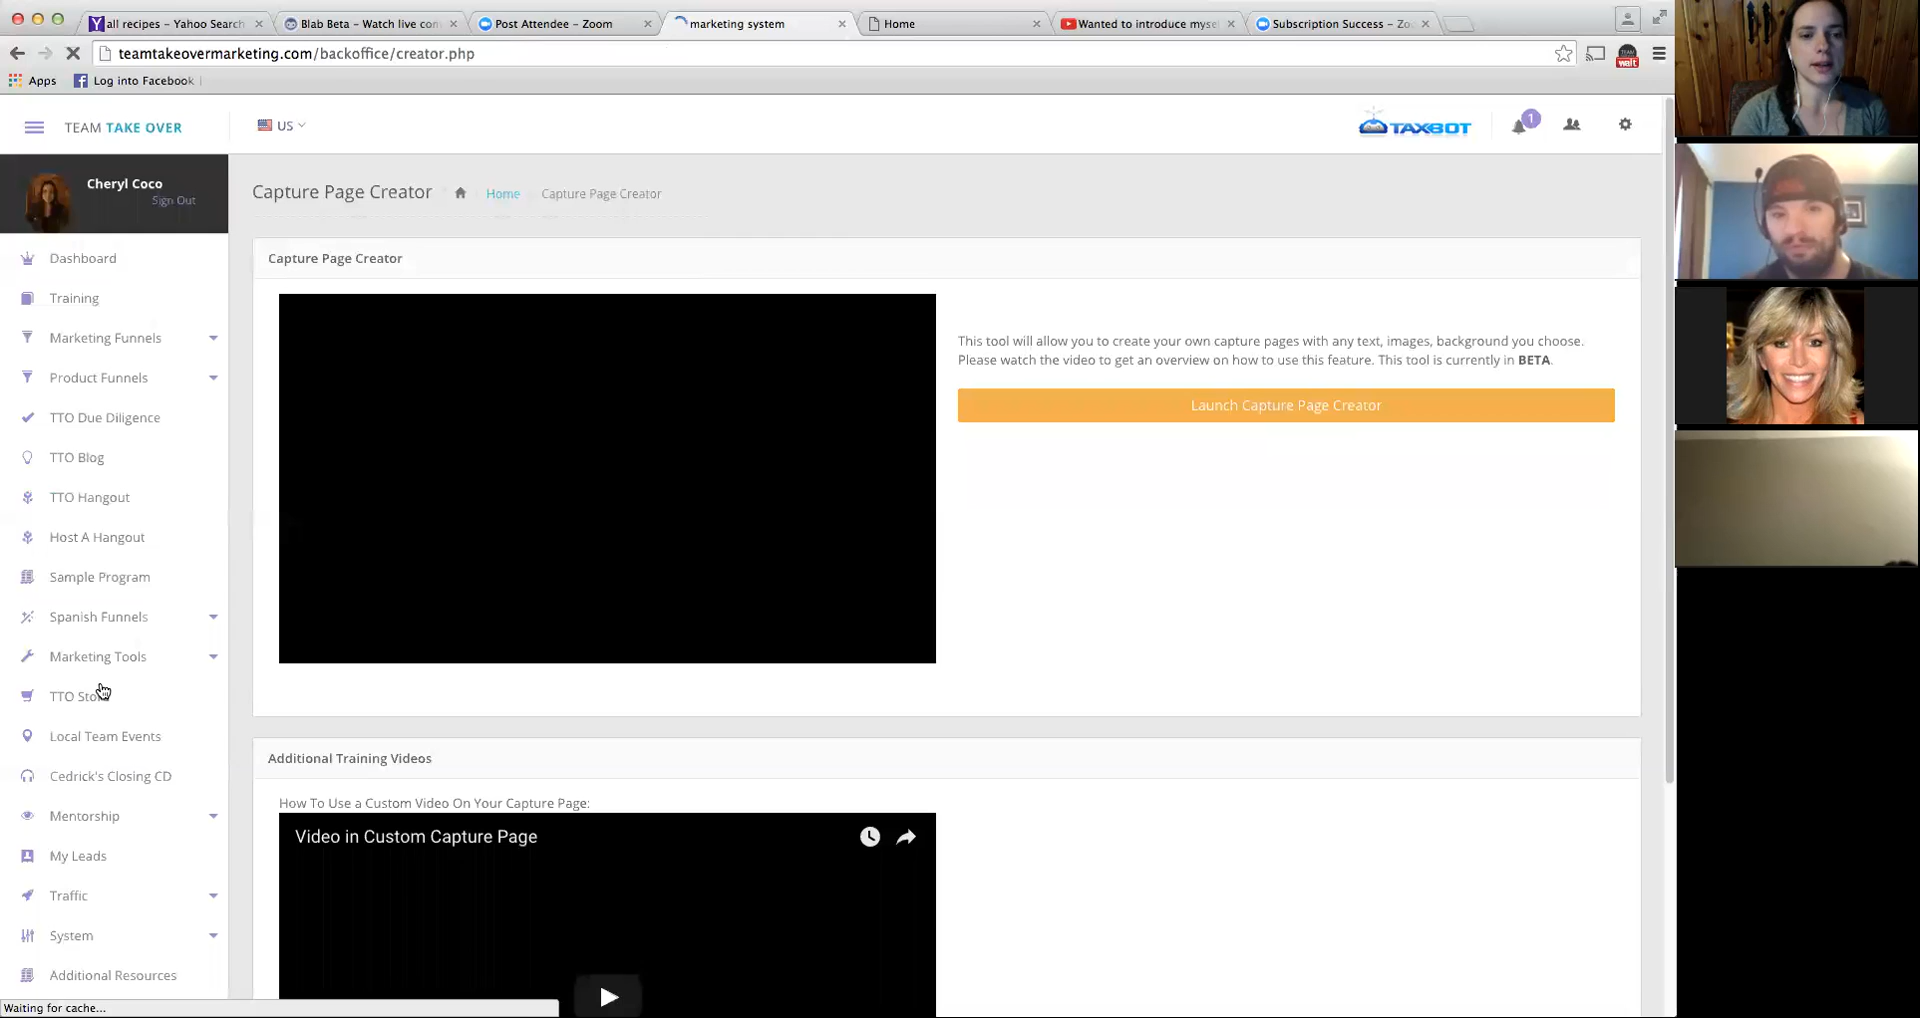 all recipes – Yahoo Search
Blab Beta – Watch live con
Post Attendee – Zoom
marketing system
Home
Wanted to introduce myse
Subscription Success – Zo
teamtakeovermarketing.com/backoffice/creator.php
Apps
Log into Facebook
TEAM TAKE OVER
US
TAXBOT
1
walt
Cheryl Coco
Sign Out
Capture Page Creator
Home
Capture Page Creator
Dashboard
Training
Marketing Funnels
Product Funnels
TTO Due Diligence
TTO Blog
TTO Hangout
Host A Hangout
Sample Program
Spanish Funnels
Marketing Tools
TTO Sto
Local Team Events
Cedrick's Closing CD
Mentorship
My Leads
Traffic
System
Additional Resources
Capture Page Creator
This tool will allow you to create your own capture pages with any text, images, background you choose.
Please watch the video to get an overview on how to use this feature. This tool is currently in BETA.
Launch Capture Page Creator
Additional Training Videos
How To Use a Custom Video On Your Capture Page:
Video in Custom Capture Page
Waiting for cache...